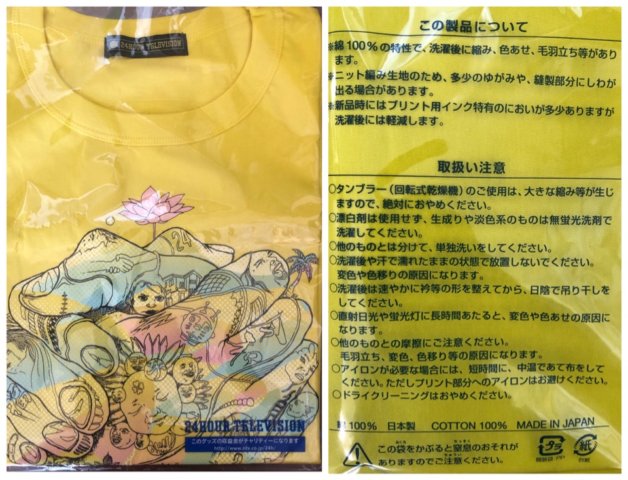 24HOUR TELEVISION
24
24HOUR TELEVISION
このグッズの収益金がチャリティーになります
http://www.ntv.co.jp/24h/
この製品について
※綿100%の特性で、洗濯後に縮み、色あせ、毛羽立ち等があり
ます。
※ニット編み生地のため、多少のゆがみや、縫製部分にしわが
出る場合があります。
※新品時にはプリント用インク特有のにおいが多少ありますが
洗濯後には軽減します。
取扱い注意
○タンブラー(回転式乾燥機)のご使用は、大きな縮み等が生じ
ますので、絶対におやめください。
○漂白剤は使用せず、生成りや淡色系のものは無蛍光洗剤で
洗濯してください。
○他のものとは分けて、単独洗いをしてください。
○洗濯後や汗で濡れたままの状態で放置しないでください。
変色や色移りの原因になります。
○洗濯後は速やかに衿等の形を整えてから、日陰で吊り干しを
してください。
○直射日光や蛍光灯に長時間あたると、変色や色あせの原因に
なります。
○他のものとの摩擦にご注意ください。
毛羽立ち、変色、色移り等の原因になります。
○アイロンが必要な場合には、短時間に、中温であて布をして
ください。ただしプリント部分へのアイロンはお避けください。
○ドライクリーニングはおやめください。
100% 日本製 COTTON 100% MADE IN JAPAN
この袋をかぶると窒息のおそれが
ありますのでご注意ください。
プラ
紙